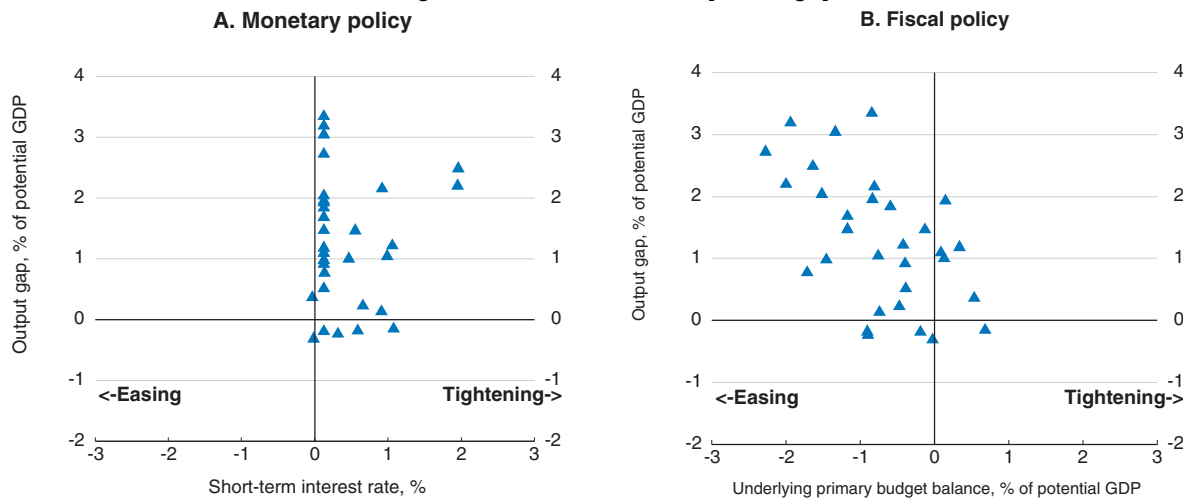 A. Monetary policy
Output gap, % of potential GDP
4 4
3 3
2 2
1 1
0 0
-1 -1
<-Easing Tightening->
-2 -2
-3 -2 -1 0 1 2 3
Short-term interest rate, %
B. Fiscal policy
Output gap, % of potential GDP
4 4
3 3
2 2
1 1
0 0
-1 -1
<-Easing Tightening->
-2 -2
-3 -2 -1 0 1 2 3
Underlying primary budget balance, % of potential GDP